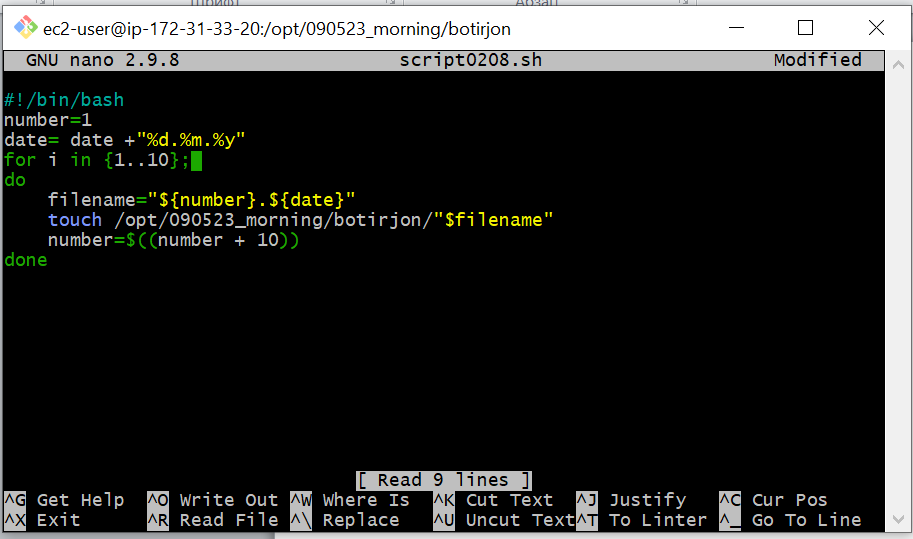 Шрифт Абзац
ec2-user@ip-172-31-33-20:/opt/090523_morning/botirjon
GNU nano 2.9.8 script0208.sh Modified
#!/bin/bash
number=1
date= date +"%d.%m.%y"
for i in {1..10};
do
    filename="${number}.${date}"
    touch /opt/090523_morning/botirjon/"$filename"
    number=$((number + 10))
done
[ Read 9 lines ]
^G Get Help ^O Write Out ^W Where Is ^K Cut Text ^J Justify ^C Cur Pos
^X Exit ^R Read File ^\ Replace ^U Uncut Text ^T To Linter ^_ Go To Line